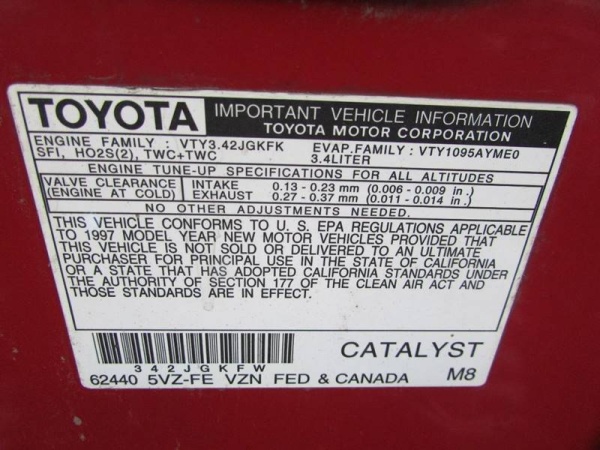 TOYOTA
IMPORTANT VEHICLE INFORMATION
TOYOTA MOTOR CORPORATION
ENGINE FAMILY : VTY3.42JGKFK EVAP.FAMILY : VTY1095AYME0
SFI, HO2S(2), TWC+TWC 3.4LITER
ENGINE TUNE-UP SPECIFICATIONS FOR ALL ALTITUDES
VALVE CLEARANCE INTAKE 0.13 - 0.23 mm (0.006 - 0.009 in.)
(ENGINE AT COLD) EXHAUST 0.27 - 0.37 mm (0.011 - 0.014 in.)
NO OTHER ADJUSTMENTS NEEDED.
THIS VEHICLE CONFORMS TO U. S. EPA REGULATIONS APPLICABLE
TO 1997 MODEL YEAR NEW MOTOR VEHICLES PROVIDED THAT
THIS VEHICLE IS NOT SOLD OR DELIVERED TO AN ULTIMATE
PURCHASER FOR PRINCIPAL USE IN THE STATE OF CALIFORNIA
OR A STATE THAT HAS ADOPTED CALIFORNIA STANDARDS UNDER
THE AUTHORITY OF SECTION 177 OF THE CLEAN AIR ACT AND
THOSE STANDARDS ARE IN EFFECT.
342JGKFW
CATALYST
62440 5VZ-FE VZN FED & CANADA M8